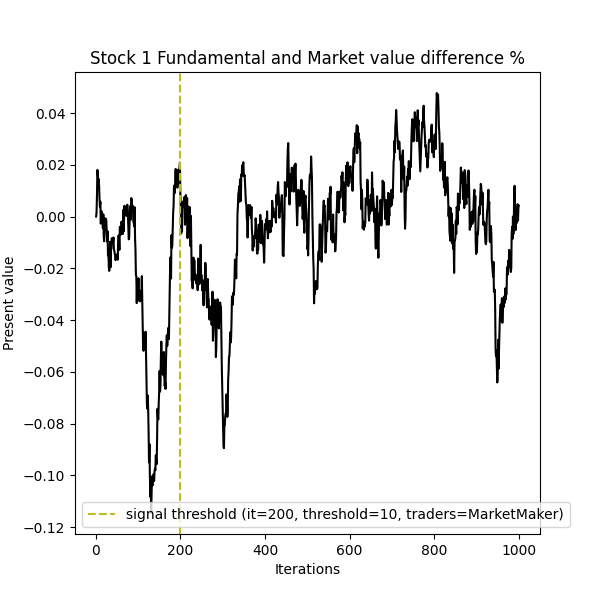 Stock 1 Fundamental and Market value difference %
0.04
0.02
0.00
−0.02
−0.04
−0.06
−0.08
−0.10
−0.12
Present value
signal threshold (it=200, threshold=10, traders=MarketMaker)
0 200 400 600 800 1000
Iterations